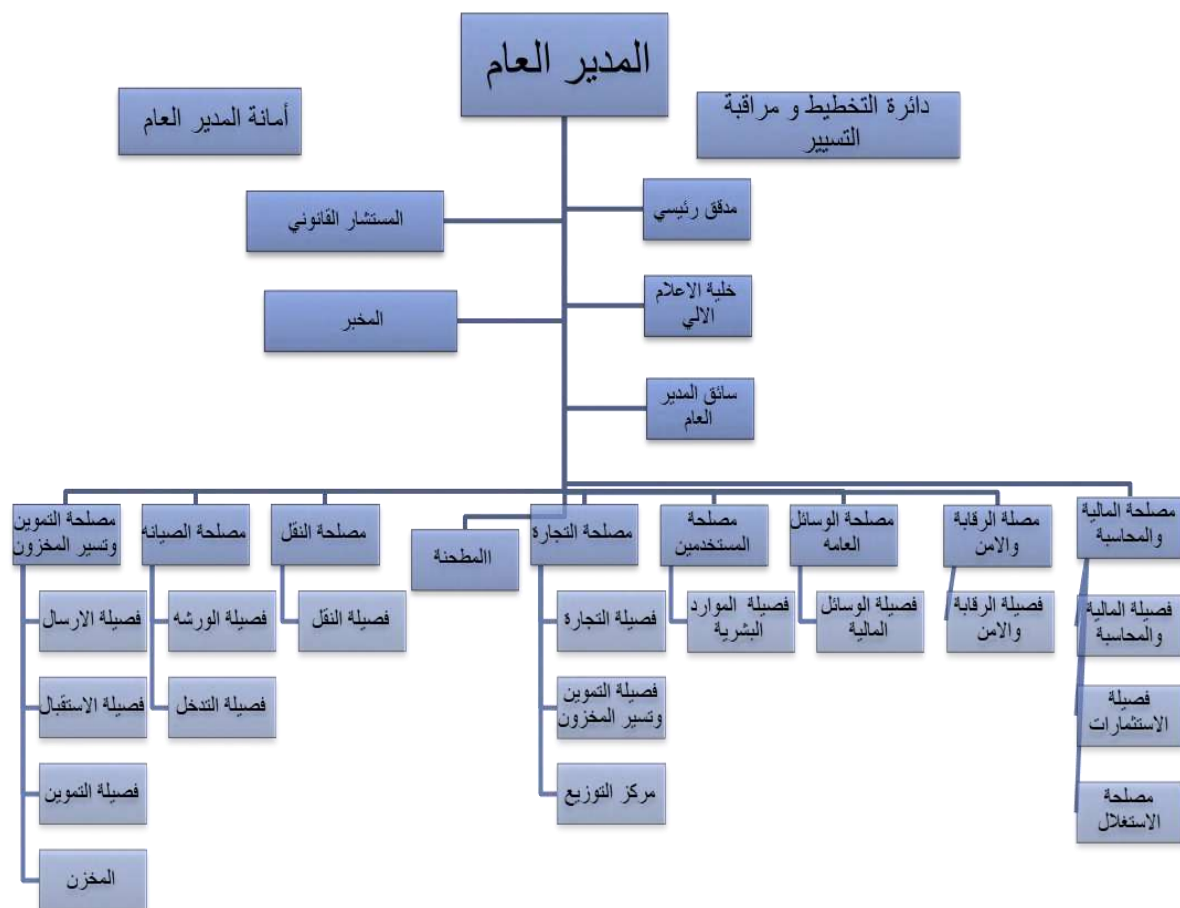 المدير العام
دائرة التخطيط و مراقبة
التسيير
أمانة المدير العام
مدقق رئيسي
المستشار القانوني
خلية الاعلام
الالي
المخبر
سائق المدير
العام
مصلحة المالية
والمحاسبة
مصلة الرقابة
والامن
مصلحة الوسائل
العامه
مصلحة
المستخدمين
مصلحة التجارة
االمطحنة
مصلحة النقل
مصلحة الصيانه
مصلحة التموين
وتسير المخزون
فصيلة المالية
والمحاسبة
فصيلة
الاستثمارات
مصلحة
الاستغلال
فصيلة الرقابة
والامن
فصيلة الوسائل
المالية
فصيلة الموارد
البشرية
فصيلة التجارة
فصيلة التموين
وتسير المخزون
مركز التوزيع
فصيلة النقل
فصيلة الورشه
فصيلة التدخل
فصيلة الارسال
فصيلة الاستقبال
فصيلة التموين
المخزن